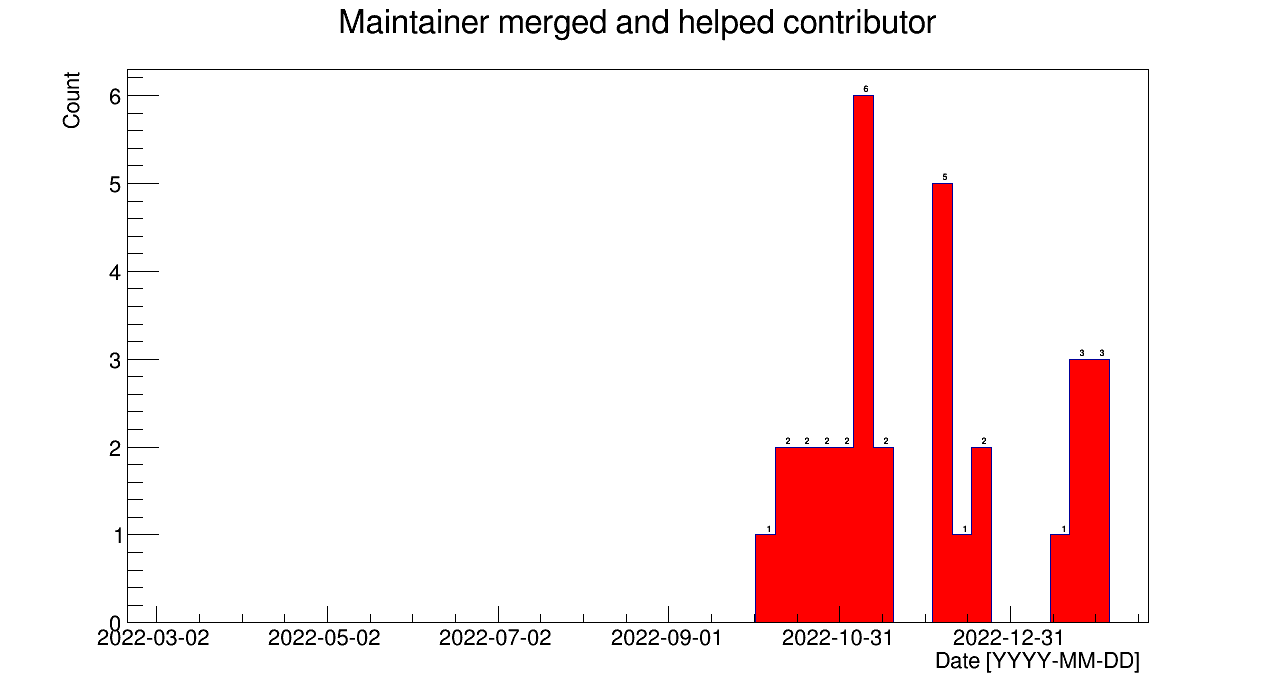 Maintainer merged and helped contributor
Count
6
5
4
3
2
1
0
1 2 2 2 2 6 2 5 1 2 1 3 3
2022-03-02 2022-05-02 2022-07-02 2022-09-01 2022-10-31 2022-12-31
Date [YYYY-MM-DD]